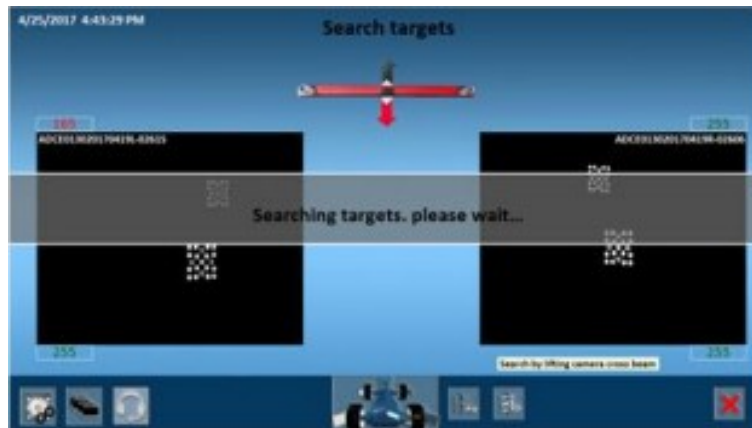 4/25/2017 4:43:29 PM
Search targets
165
255
Searching targets. please wait...
255
255
Search by lifting camera cross beam